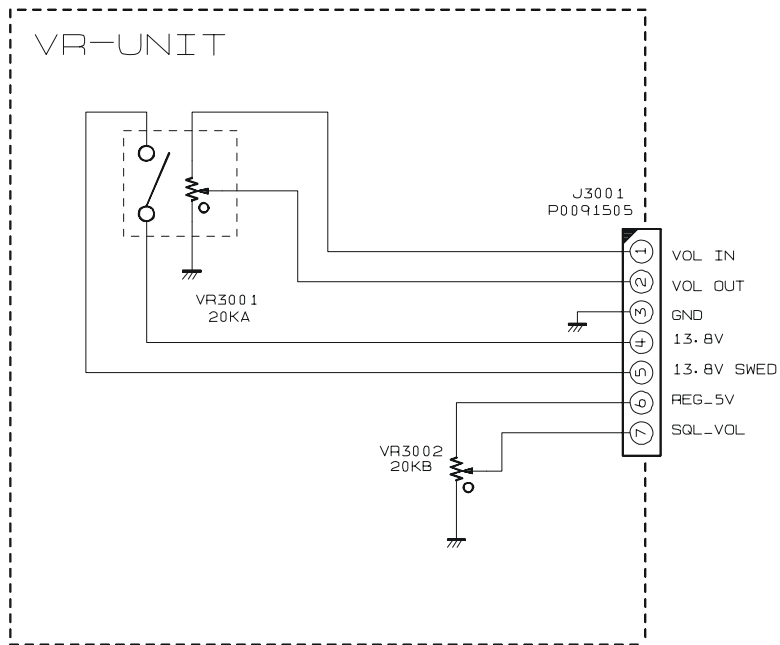 VR-UNIT
J3001
P0091505
1 VOL IN
2 VOL OUT
3 GND
4 13.8V
5 13.8V SWED
6 REG_5V
7 SQL_VOL
VR3001
20KA
VR3002
20KB